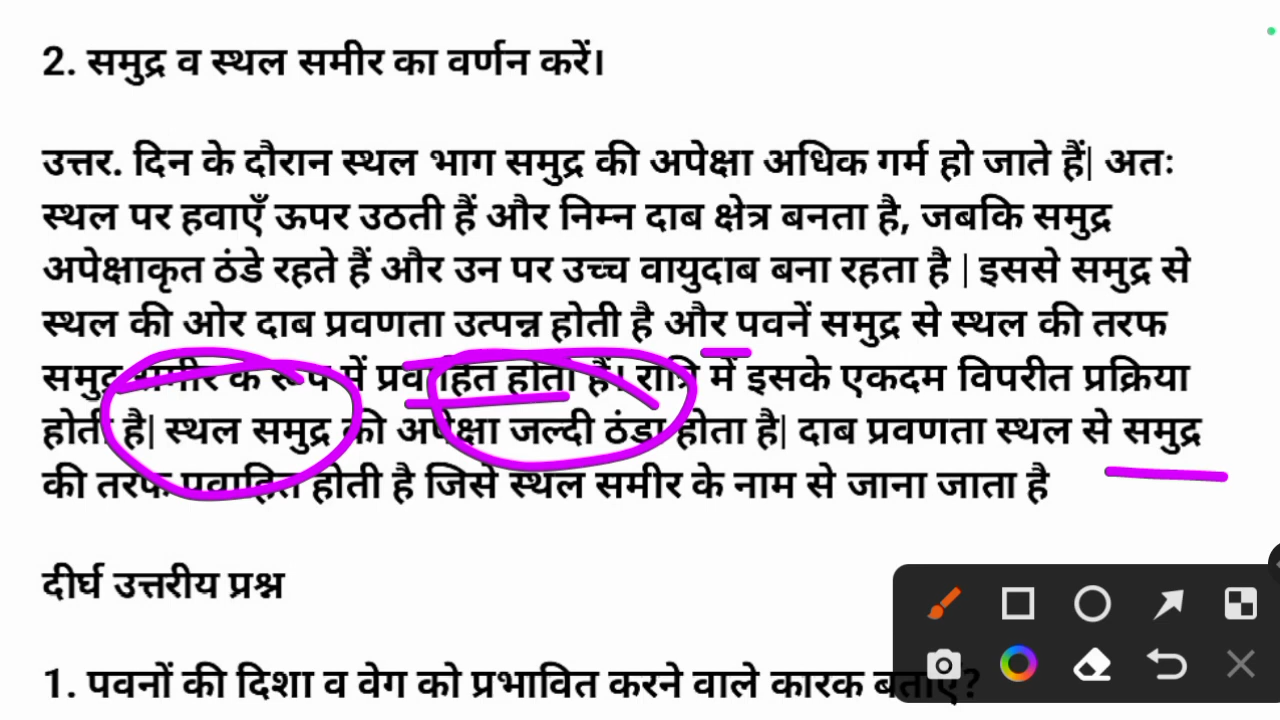 2. समुद्र व स्थल समीर का वर्णन करें।
उत्तर. दिन के दौरान स्थल भाग समुद्र की अपेक्षा अधिक गर्म हो जाते हैं| अतः
स्थल पर हवाएँ ऊपर उठती हैं और निम्न दाब क्षेत्र बनता है, जबकि समुद्र
अपेक्षाकृत ठंडे रहते हैं और उन पर उच्च वायुदाब बना रहता है | इससे समुद्र से
स्थल की ओर दाब प्रवणता उत्पन्न होती है और पवनें समुद्र से स्थल की तरफ
समुद्र समीर के रूप में प्रवाहित होती हैं। रात्रि में इसके एकदम विपरीत प्रक्रिया
होती है| स्थल समुद्र की अपेक्षा जल्दी ठंडा होता है| दाब प्रवणता स्थल से समुद्र
की तरफ प्रवाहित होती है जिसे स्थल समीर के नाम से जाना जाता है
दीर्घ उत्तरीय प्रश्न
1. पवनों की दिशा व वेग को प्रभावित करने वाले कारक बताएं?